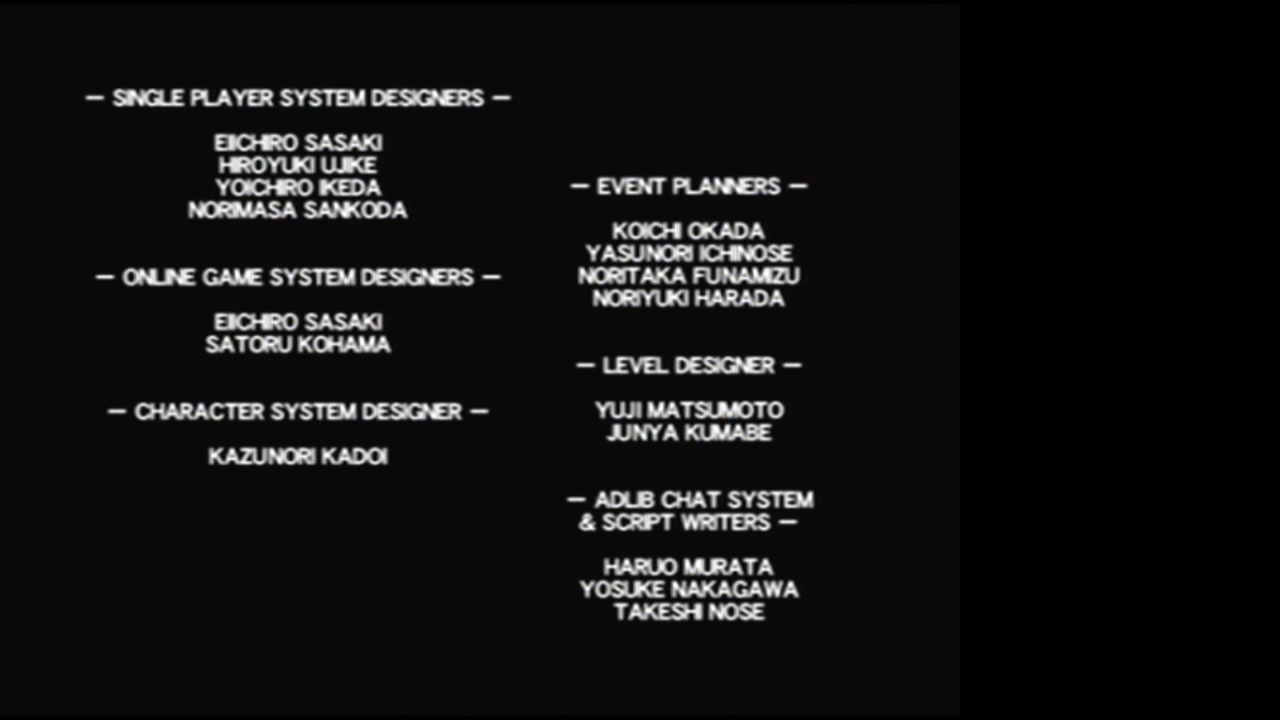 — SINGLE PLAYER SYSTEM DESIGNERS —
EIICHIRO SASAKI
HIROYUKI UJIKE
YOICHIRO IKEDA
NORIMASA SANKODA
— ONLINE GAME SYSTEM DESIGNERS —
EIICHIRO SASAKI
SATORU KOHAMA
— CHARACTER SYSTEM DESIGNER —
KAZUNORI KADOI
— EVENT PLANNERS —
KOICHI OKADA
YASUNORI ICHINOSE
NORITAKA FUNAMIZU
NORIYUKI HARADA
— LEVEL DESIGNER —
YUJI MATSUMOTO
JUNYA KUMABE
— ADLIB CHAT SYSTEM
& SCRIPT WRITERS —
HARUO MURATA
YOSUKE NAKAGAWA
TAKESHI NOSE